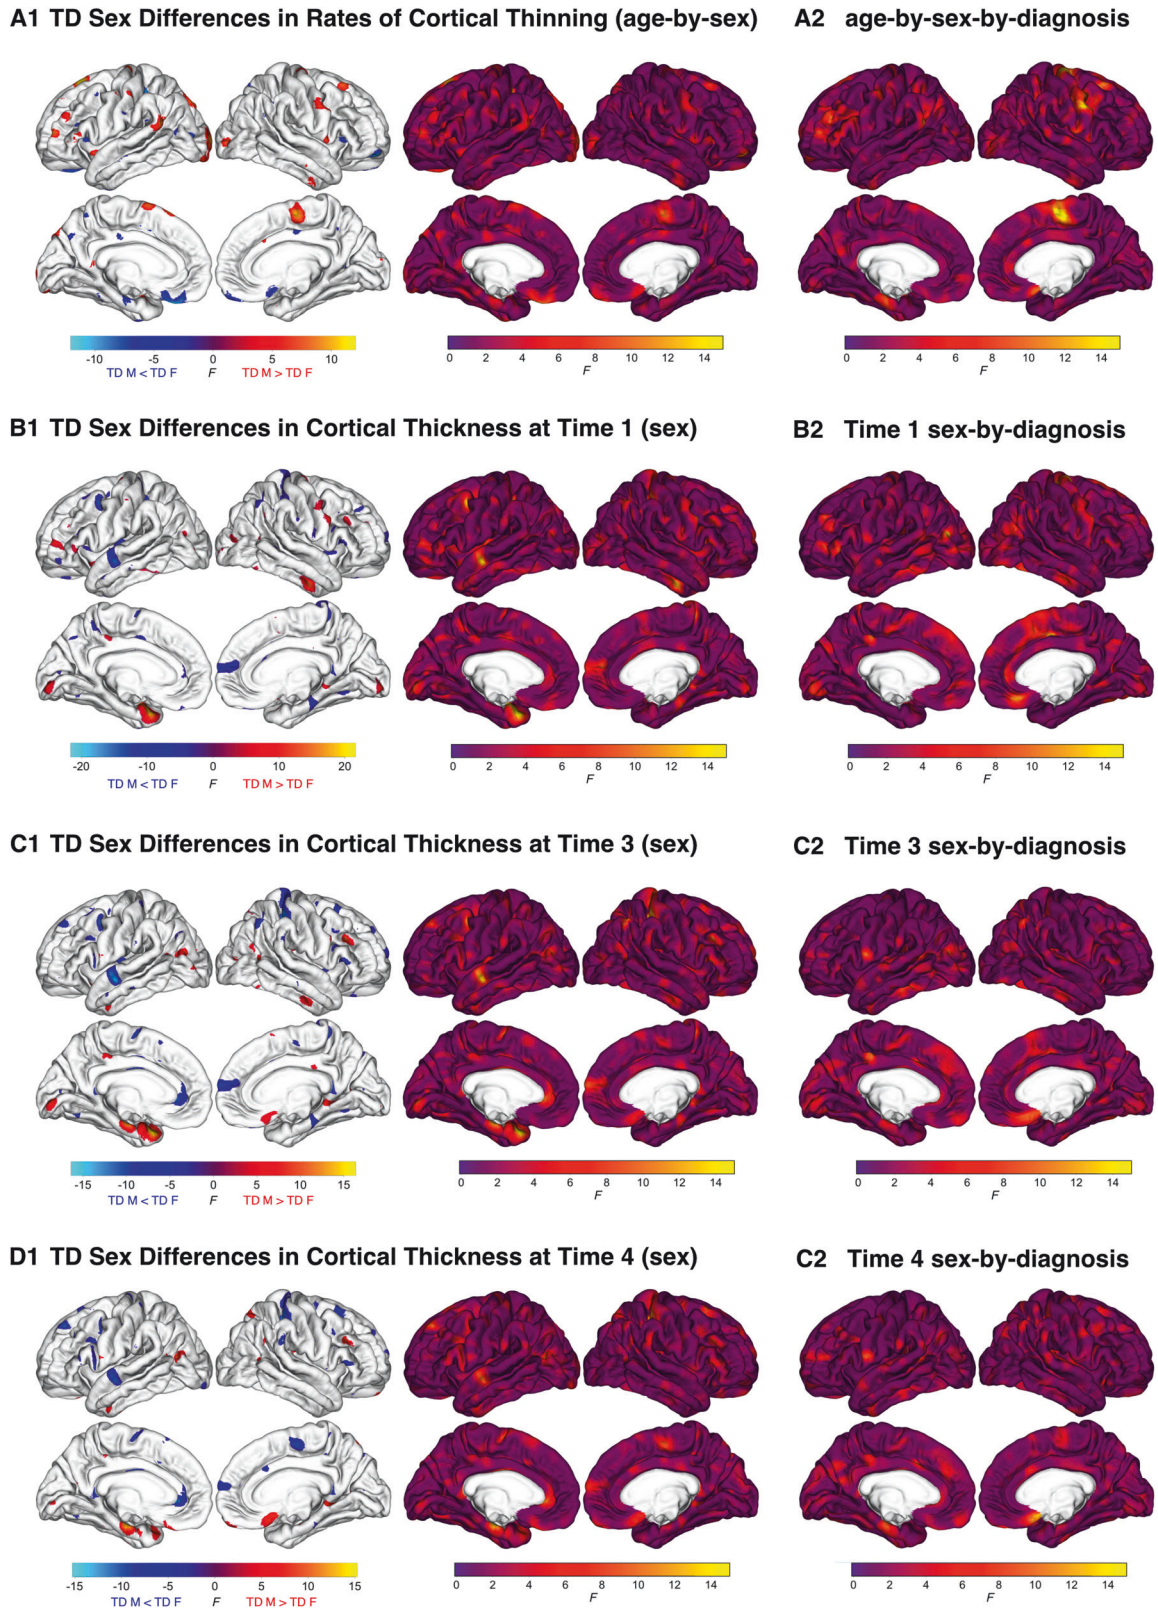 A1 TD Sex Differences in Rates of Cortical Thinning (age-by-sex)
A2 age-by-sex-by-diagnosis
-10 -5 0 5 10
TD M < TD F F TD M > TD F
0 2 4 6 8 10 12 14
F
0 2 4 6 8 10 12 14
F
B1 TD Sex Differences in Cortical Thickness at Time 1 (sex)
B2 Time 1 sex-by-diagnosis
-20 -10 0 10 20
TD M < TD F F TD M > TD F
0 2 4 6 8 10 12 14
F
0 2 4 6 8 10 12 14
F
C1 TD Sex Differences in Cortical Thickness at Time 3 (sex)
C2 Time 3 sex-by-diagnosis
-15 -10 -5 0 5 10 15
TD M < TD F F TD M > TD F
0 2 4 6 8 10 12 14
F
0 2 4 6 8 10 12 14
F
D1 TD Sex Differences in Cortical Thickness at Time 4 (sex)
C2 Time 4 sex-by-diagnosis
-15 -10 -5 0 5 10 15
TD M < TD F F TD M > TD F
0 2 4 6 8 10 12 14
F
0 2 4 6 8 10 12 14
F